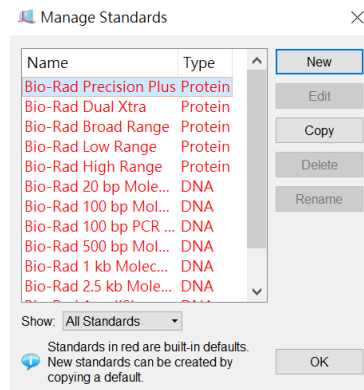 Manage Standards
Name Type
Bio-Rad Precision Plus Protein
Bio-Rad Dual Xtra Protein
Bio-Rad Broad Range Protein
Bio-Rad Low Range Protein
Bio-Rad High Range Protein
Bio-Rad 20 bp Mole... DNA
Bio-Rad 100 bp Mol... DNA
Bio-Rad 100 bp PCR ... DNA
Bio-Rad 500 bp Mol... DNA
Bio-Rad 1 kb Molec... DNA
Bio-Rad 2.5 kb Mole... DNA
New
Edit
Copy
Delete
Rename
Show: All Standards
Standards in red are built-in defaults.
New standards can be created by
copying a default.
OK